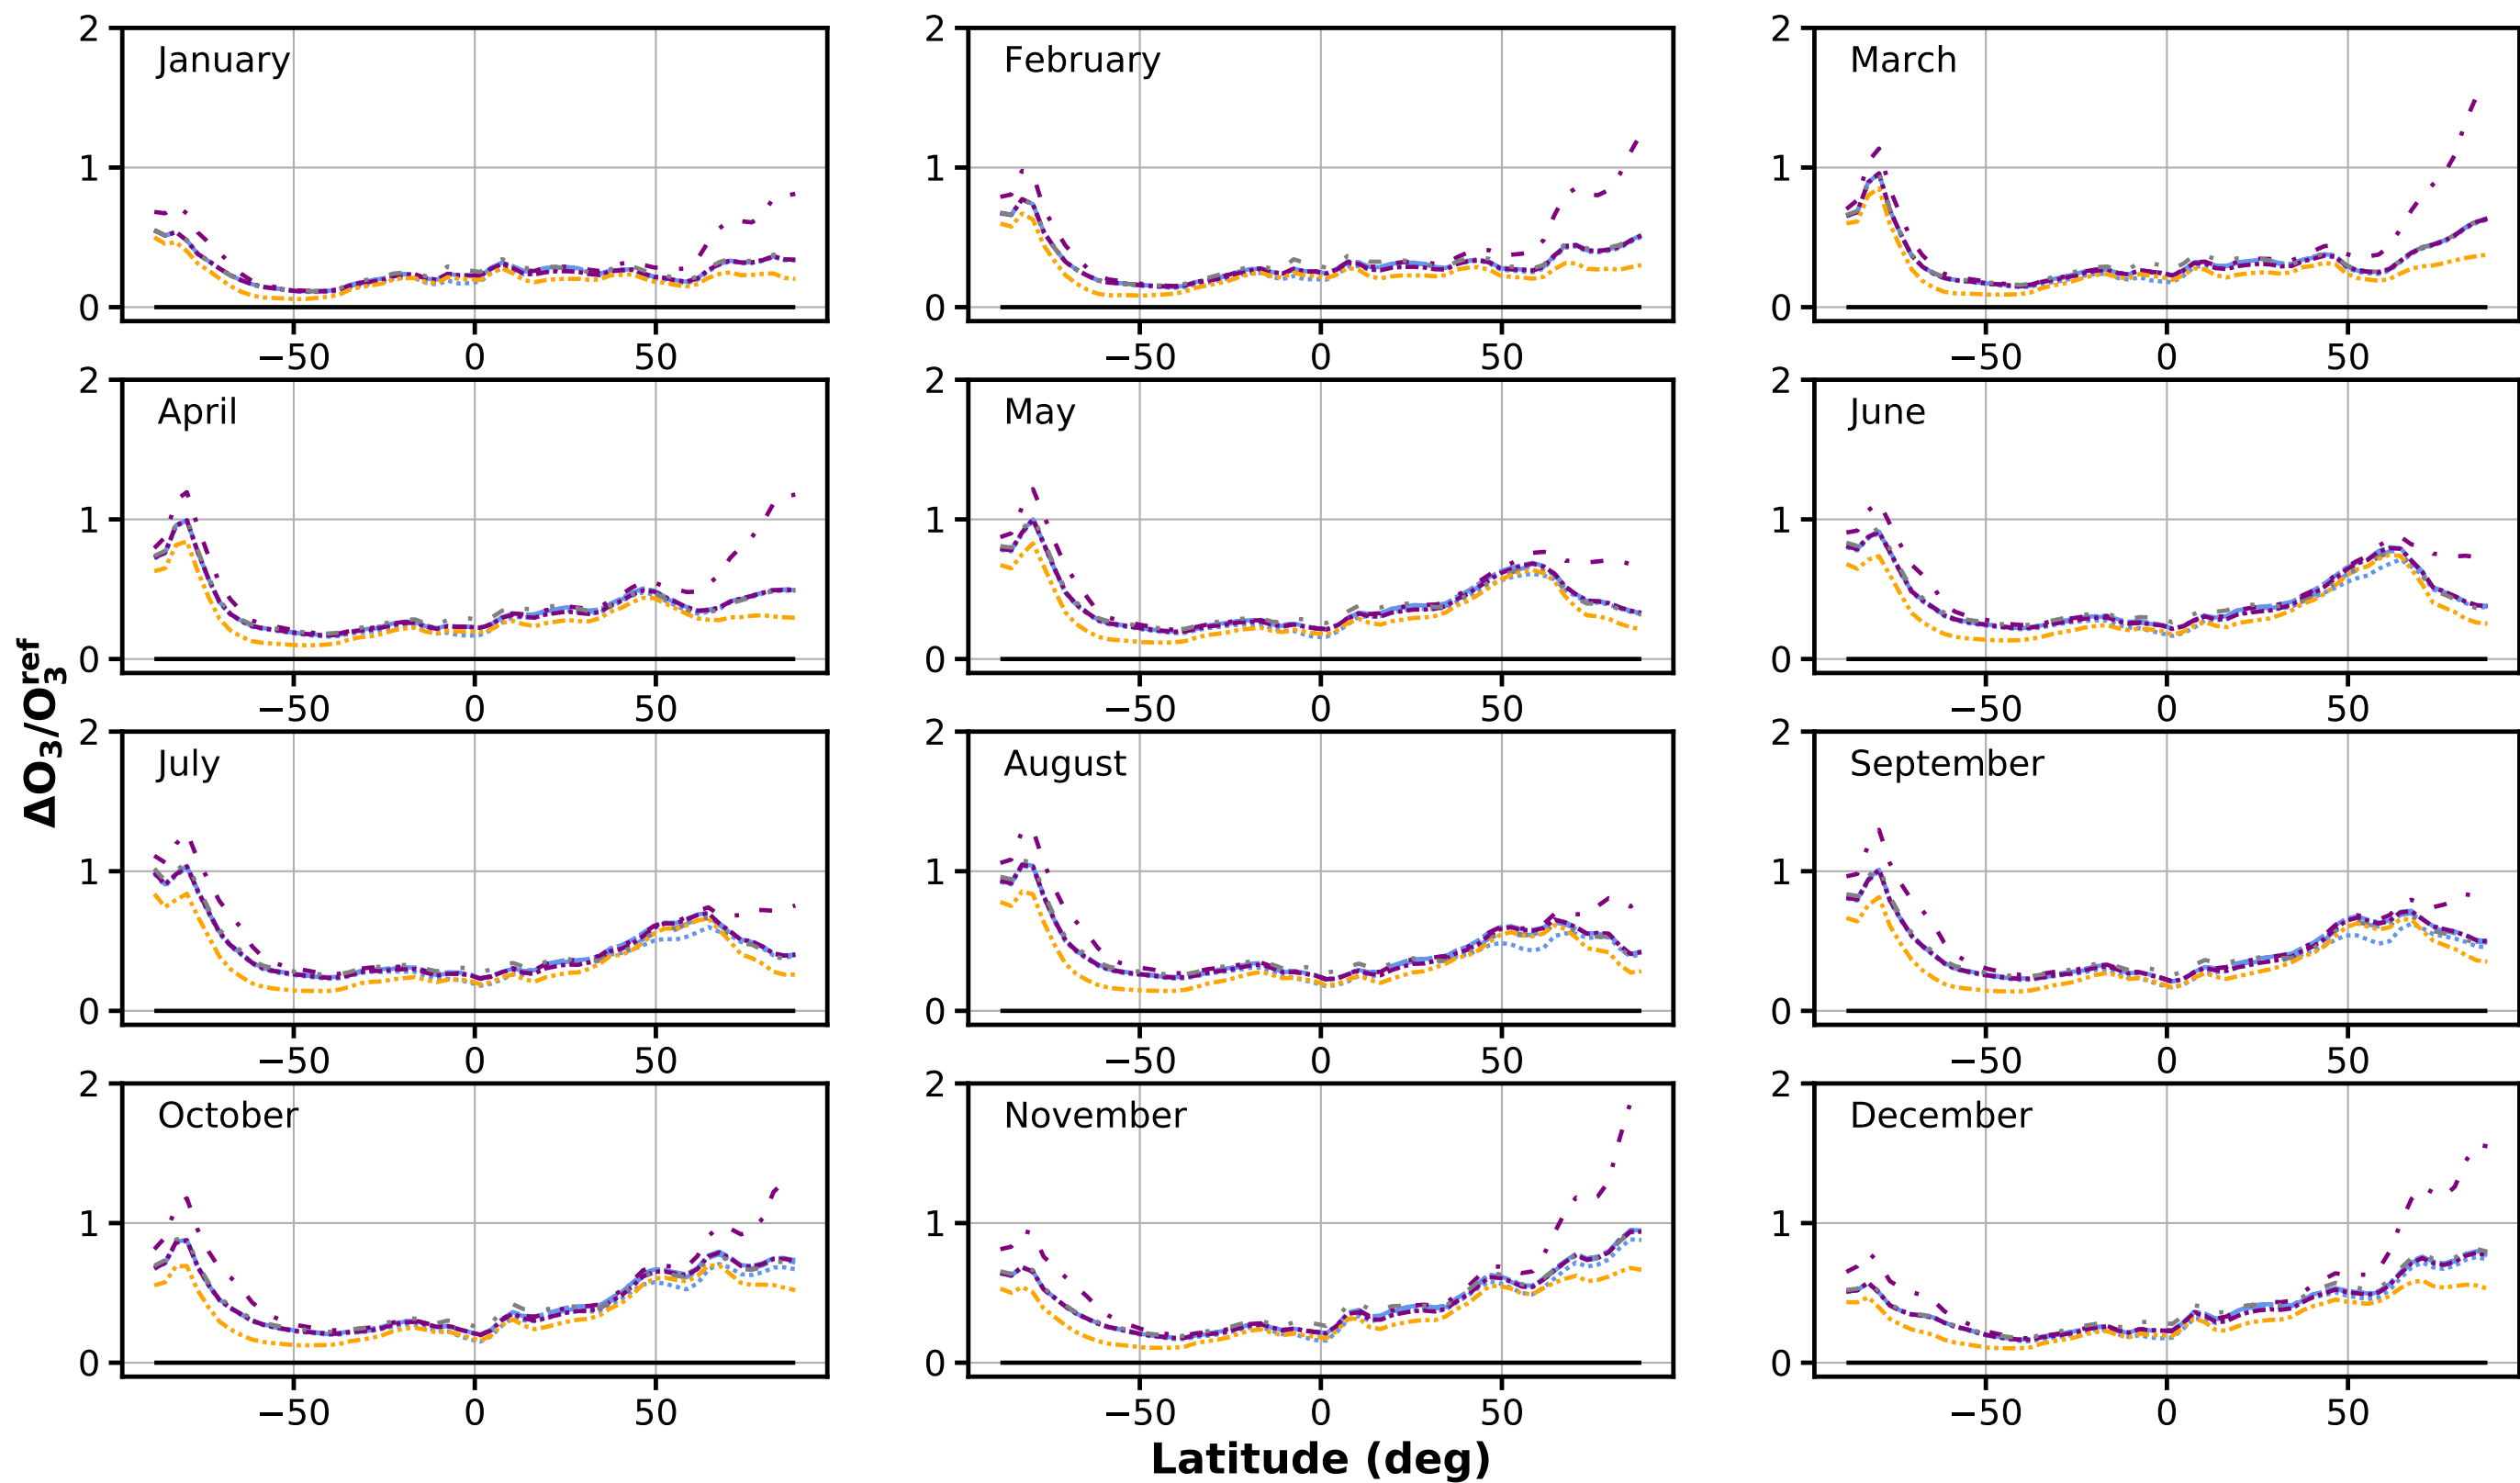 2 2 2
January February March
1 1 1
0 0 0
−50 0 50 −50 0 50 −50 0 50
2 2 2
April May June
1 1 1
0 0 0
−50 0 50 −50 0 50 −50 0 50
ΔO₃/O₃ʳᵉᶠ
2 2 2
July August September
1 1 1
0 0 0
−50 0 50 −50 0 50 −50 0 50
2 2 2
October November December
1 1 1
0 0 0
−50 0 50 −50 0 50 −50 0 50
Latitude (deg)